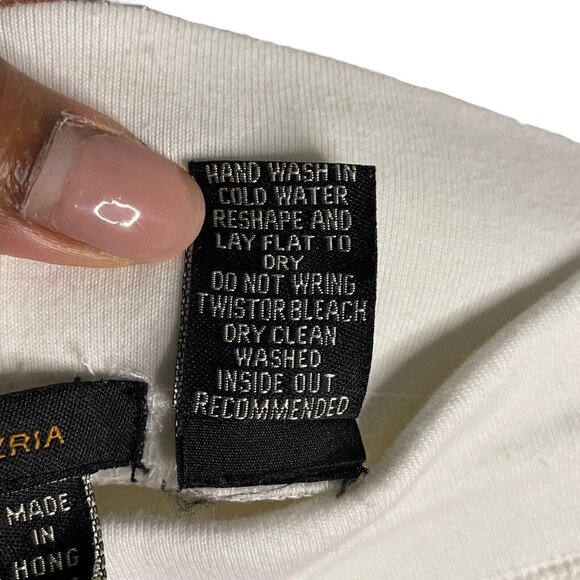 HAND WASH IN
COLD WATER
RESHAPE AND
LAY FLAT TO
DRY
DO NOT WRING
TWISTOR BLEACH
DRY CLEAN
WASHED
INSIDE OUT
RECOMMENDED
ZRIA
MADE
IN
HONG